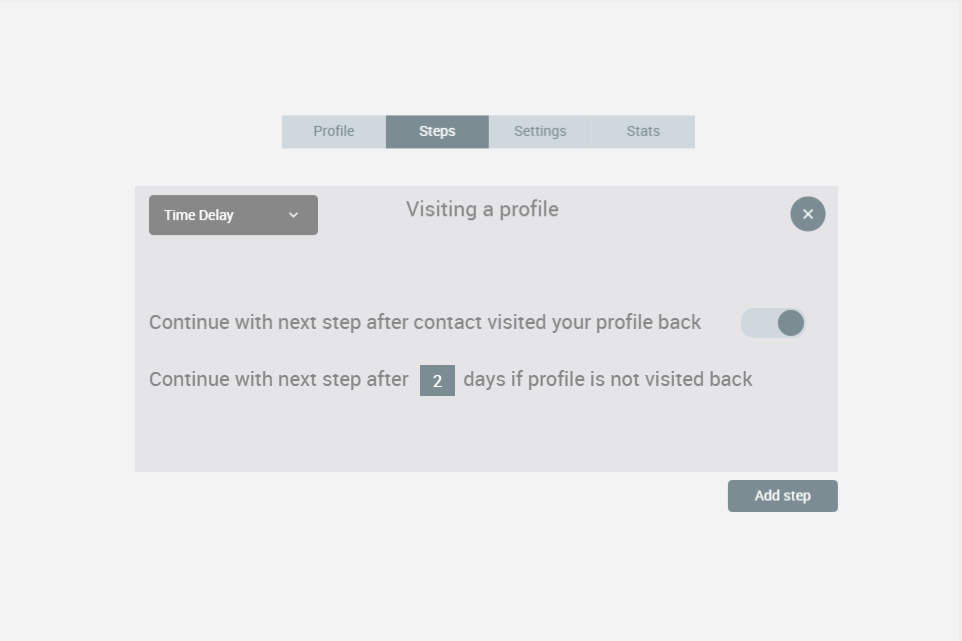 Profile Steps Settings Stats
Time Delay Visiting a profile
Continue with next step after contact visited your profile back
Continue with next step after 2 days if profile is not visited back
Add step